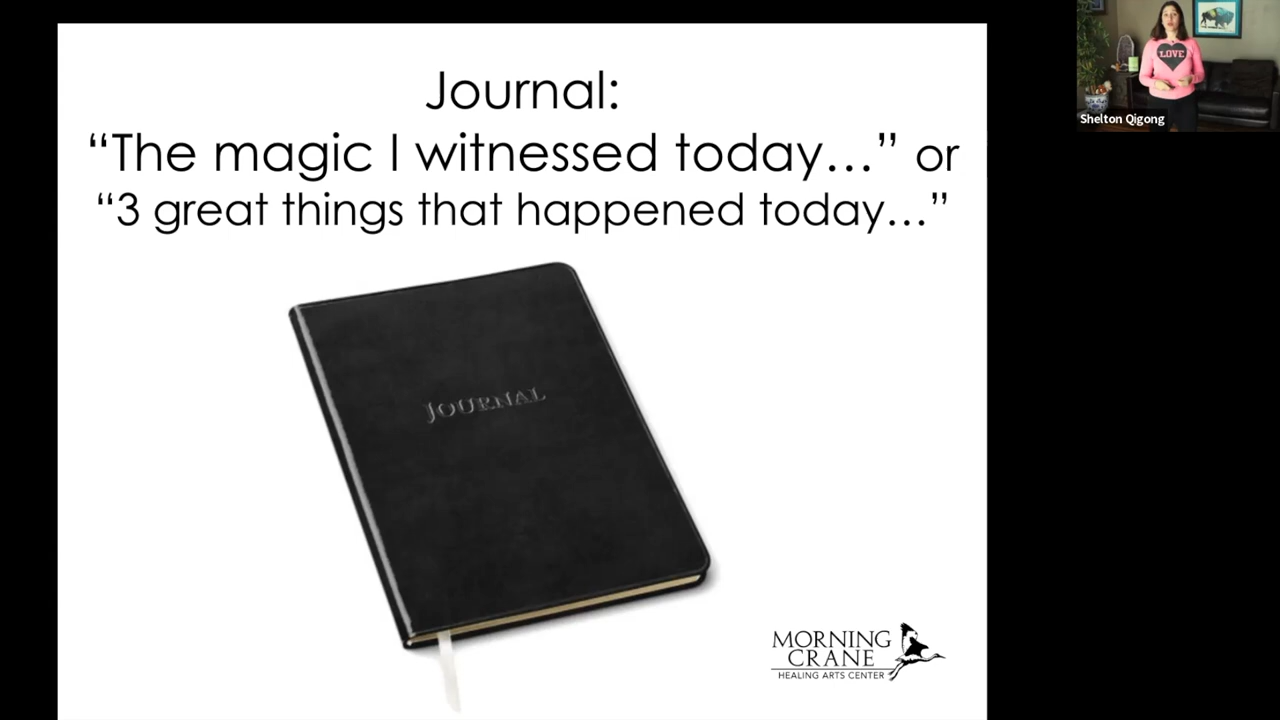 Journal:
“The magic I witnessed today…” or
“3 great things that happened today…”
JOURNAL
MORNING
CRANE
HEALING ARTS CENTER
LOVE
Shelton Qigong